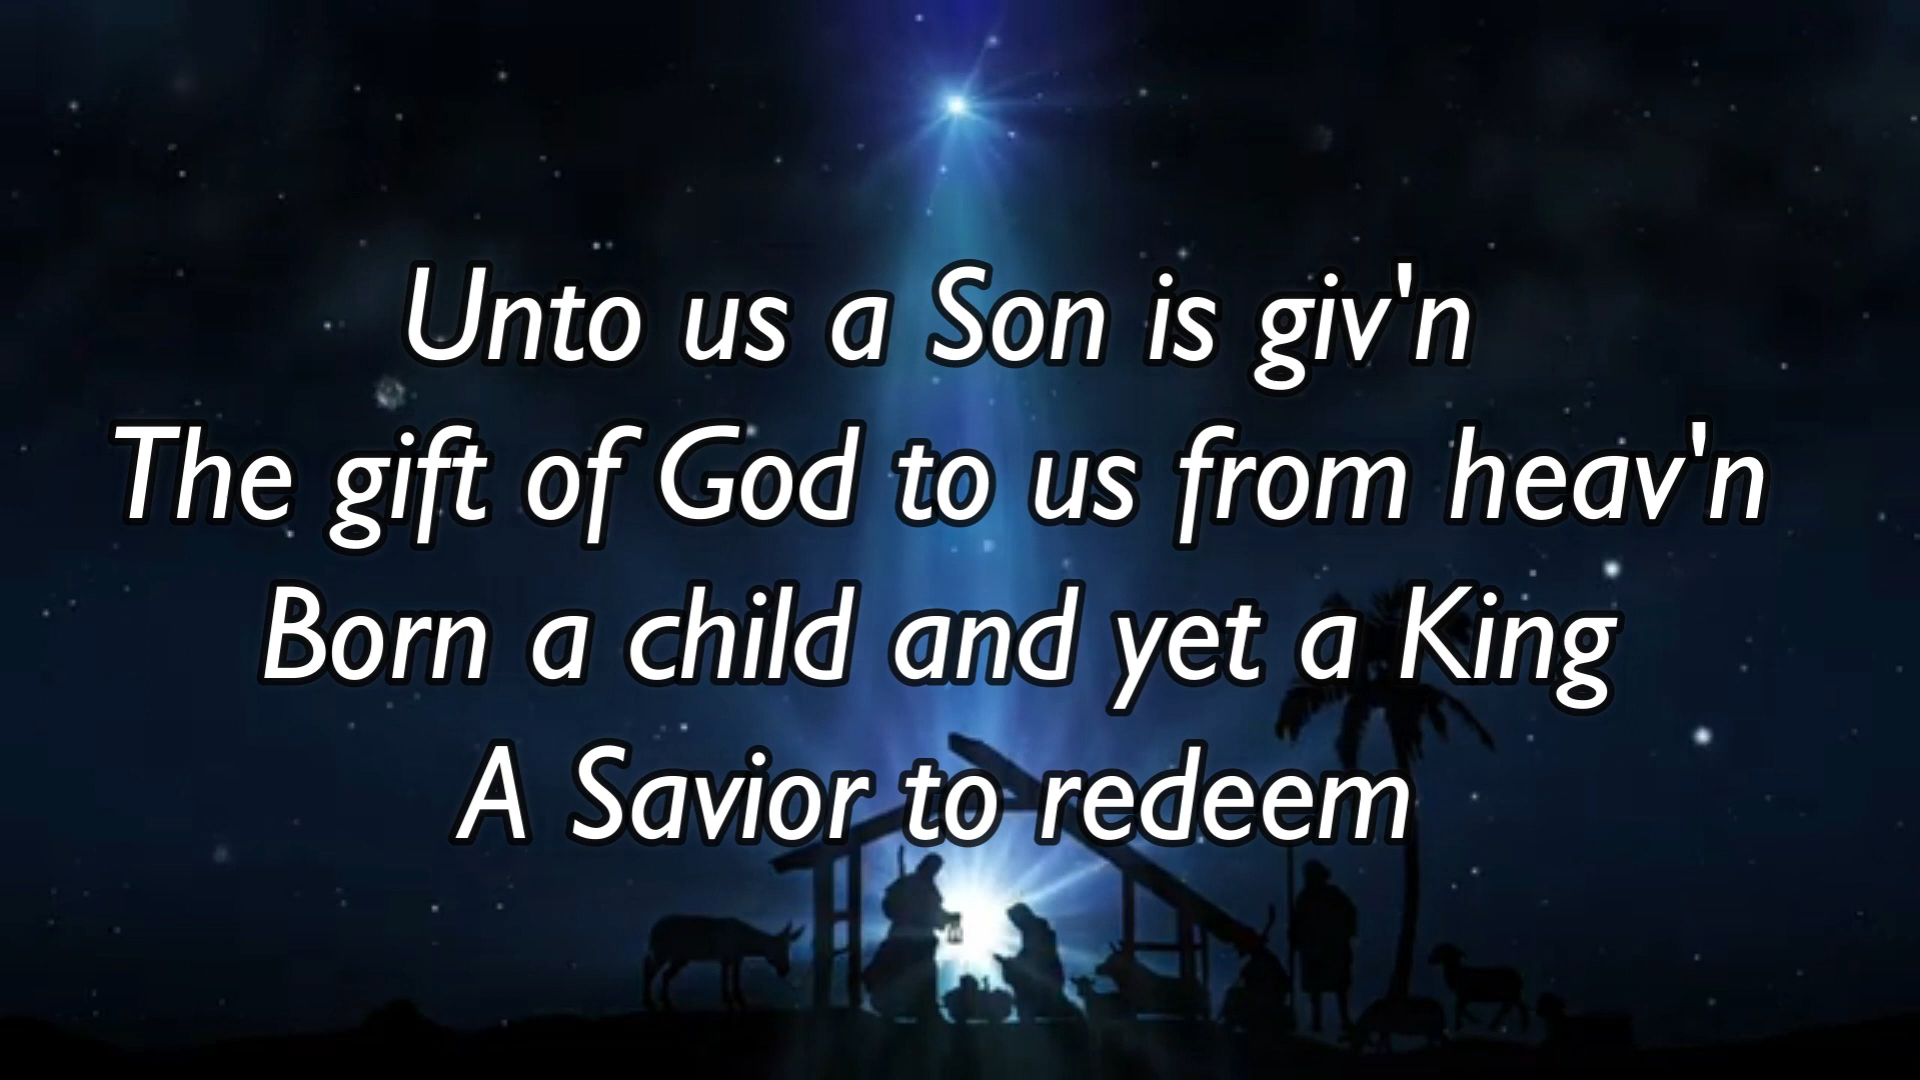 Unto us a Son is giv'n
The gift of God to us from heav'n
Born a child and yet a King
A Savior to redeem